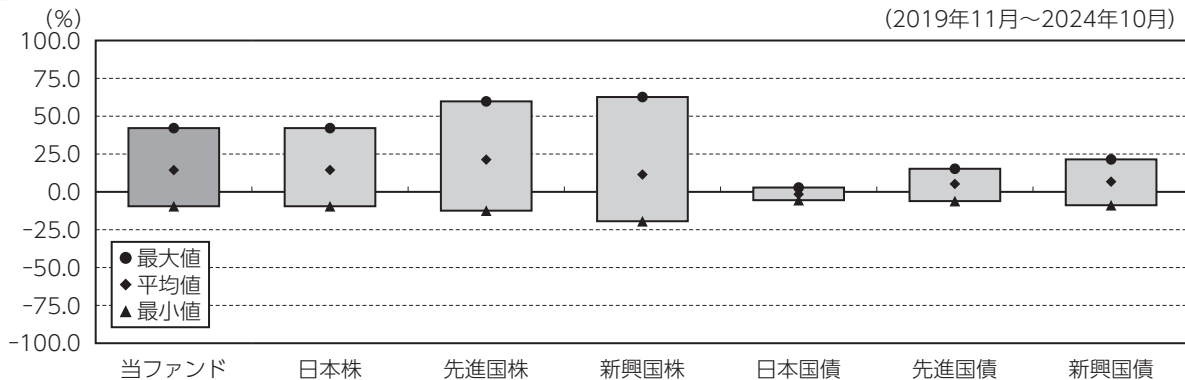 (%)
(2019年11月～2024年10月)
100.0
75.0
50.0
25.0
0.0
-25.0
-50.0
-75.0
-100.0
●最大値
◆平均値
▲最小値
当ファンド 日本株 先進国株 新興国株 日本国債 先進国債 新興国債